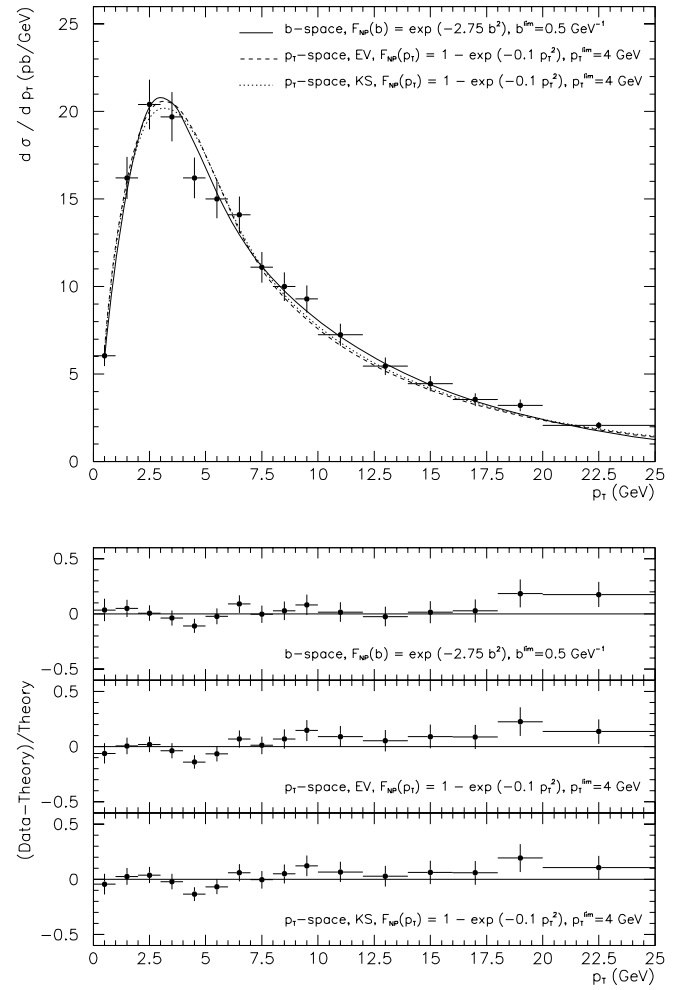 d σ / d p_T (pb/GeV)
25
20
15
10
5
0
b-space, F_NP(b) = exp (-2.75 b²), b^lim=0.5 GeV⁻¹
p_T-space, EV, F_NP(p_T) = 1 - exp (-0.1 p_T²), p_T^lim=4 GeV
p_T-space, KS, F_NP(p_T) = 1 - exp (-0.1 p_T²), p_T^lim=4 GeV
0 2.5 5 7.5 10 12.5 15 17.5 20 22.5 25
p_T (GeV)
(Data-Theory)/Theory
0.5
0
-0.5
b-space, F_NP(b) = exp (-2.75 b²), b^lim=0.5 GeV⁻¹
0.5
0
-0.5
p_T-space, EV, F_NP(p_T) = 1 - exp (-0.1 p_T²), p_T^lim=4 GeV
0.5
0
-0.5
p_T-space, KS, F_NP(p_T) = 1 - exp (-0.1 p_T²), p_T^lim=4 GeV
0 2.5 5 7.5 10 12.5 15 17.5 20 22.5 25
p_T (GeV)